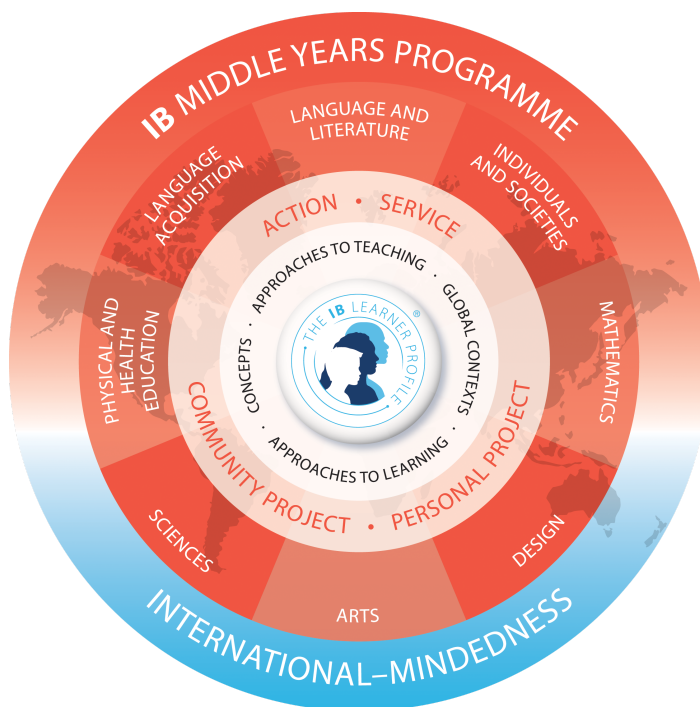 IB MIDDLE YEARS PROGRAMME
LANGUAGE AND
LITERATURE
INDIVIDUALS
AND SOCIETIES
MATHEMATICS
DESIGN
ARTS
SCIENCES
PHYSICAL AND
HEALTH
EDUCATION
LANGUAGE
ACQUISITION
ACTION • SERVICE
COMMUNITY PROJECT • PERSONAL PROJECT
APPROACHES TO TEACHING · GLOBAL CONTEXTS · APPROACHES TO LEARNING · CONCEPTS ·
· THE IB LEARNER PROFILE · ®
INTERNATIONAL–MINDEDNESS